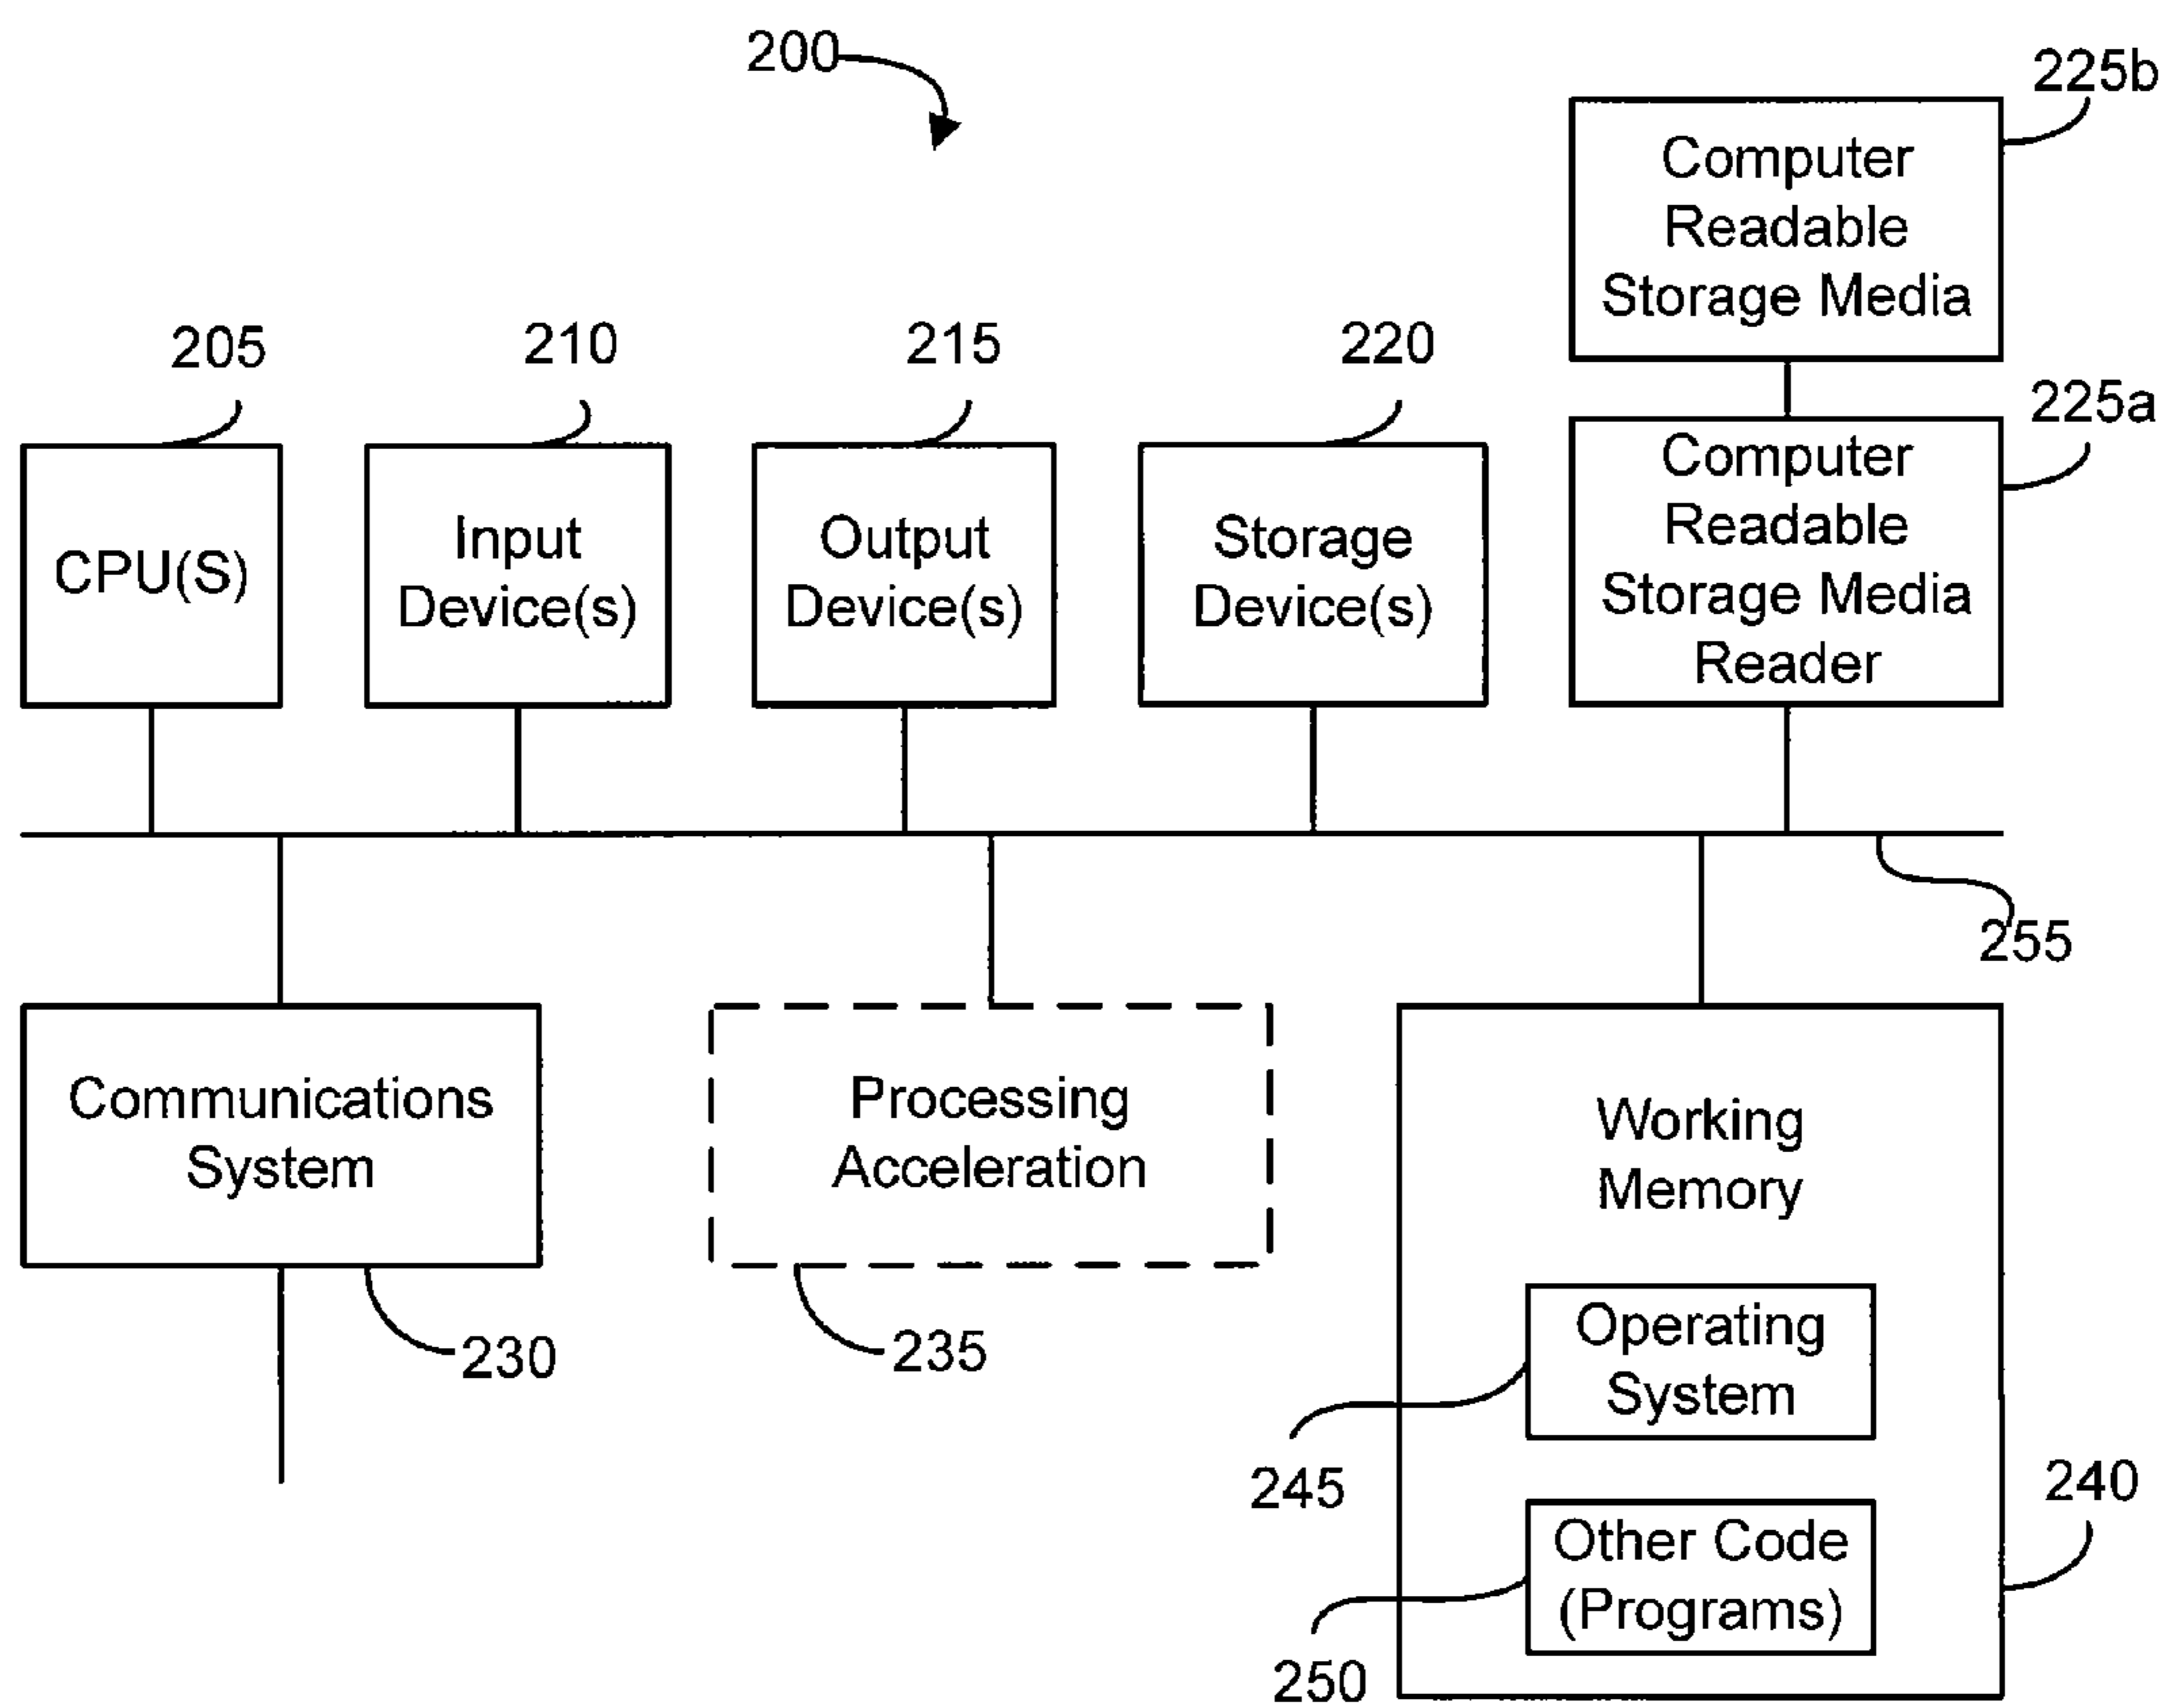 200
225b
Computer
Readable
Storage Media
205
210
215
220
225a
CPU(S)
Input
Device(s)
Output
Device(s)
Storage
Device(s)
Computer
Readable
Storage Media
Reader
255
Communications
System
230
Processing
Acceleration
235
Working
Memory
Operating
System
245
240
Other Code
(Programs)
250